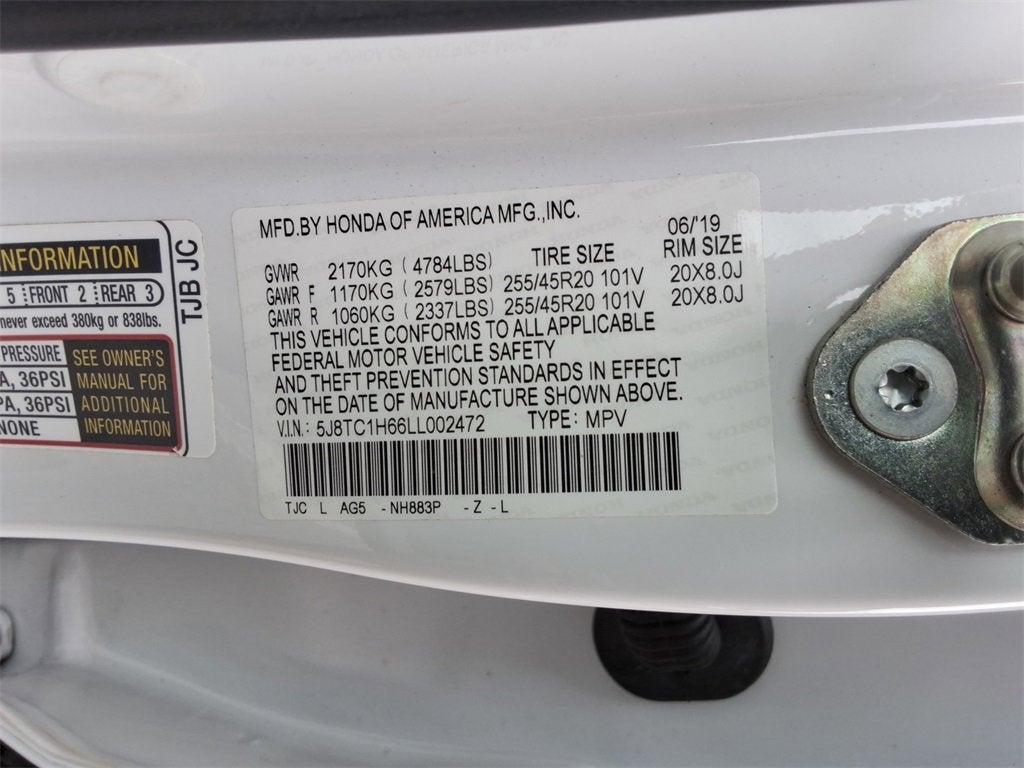 INFORMATION
5 FRONT 2 REAR 3
never exceed 380kg or 838lbs.
PRESSURE
A, 36PSI
PA, 36PSI
NONE
SEE OWNER'S
MANUAL FOR
ADDITIONAL
INFORMATION
TJB JC
MFD.BY HONDA OF AMERICA MFG.,INC. 06/'19
GVWR 2170KG ( 4784LBS) TIRE SIZE RIM SIZE
GAWR F 1170KG ( 2579LBS) 255/45R20 101V 20X8.0J
GAWR R 1060KG ( 2337LBS) 255/45R20 101V 20X8.0J
THIS VEHICLE CONFORMS TO ALL APPLICABLE
FEDERAL MOTOR VEHICLE SAFETY
AND THEFT PREVENTION STANDARDS IN EFFECT
ON THE DATE OF MANUFACTURE SHOWN ABOVE.
V.I.N.: 5J8TC1H66LL002472 TYPE: MPV
TJC L AG5 -NH883P -Z -L